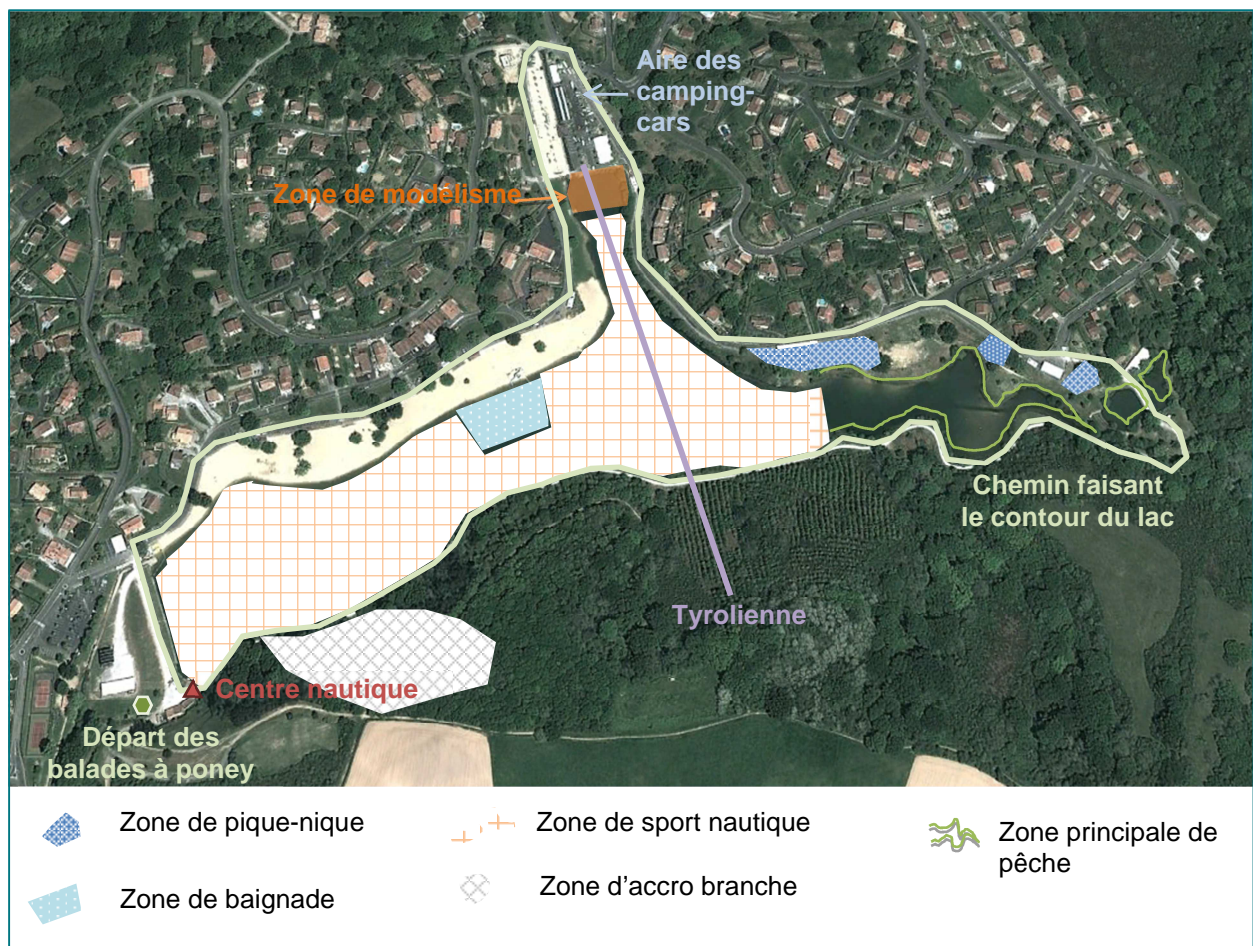 Aire des
camping-
cars
Zone de modélisme
Chemin faisant
le contour du lac
Tyrolienne
Centre nautique
Départ des
balades à poney
Zone de pique-nique
Zone de sport nautique
Zone principale de
pêche
Zone de baignade
Zone d'accro branche